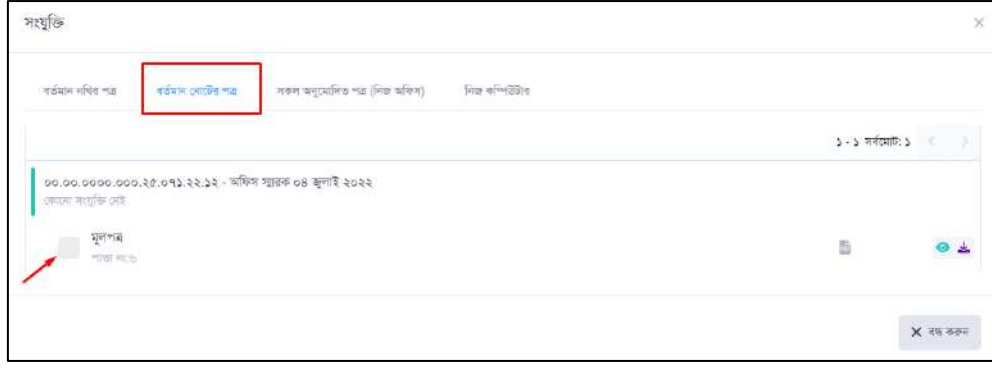 সংযুক্তি
বর্তমান নথির পত্র বর্তমান নোটের পত্র সকল অনুমোদিত পত্র (নিজ অফিস) নিজ কম্পিউটার
১ - ১ সর্বমোট: ১
০০.০০.০০০০.০০০.২৫.০৭১.২২.১২ - অফিস স্মারক ০৪ জুলাই ২০২২
কোনো সংযুক্তি নেই
মূলপত্র
পাতা নং:৬
বন্ধ করুন